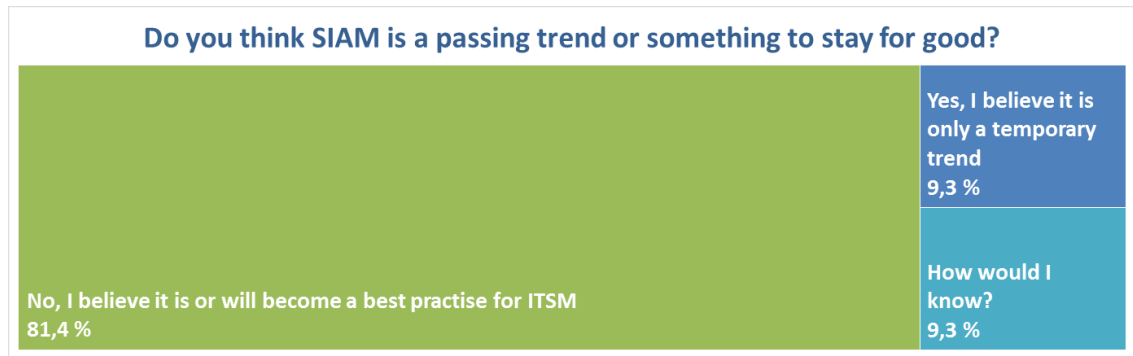 Do you think SIAM is a passing trend or something to stay for good?
No, I believe it is or will become a best practise for ITSM
81,4 %
Yes, I believe it is
only a temporary
trend
9,3 %
How would I
know?
9,3 %